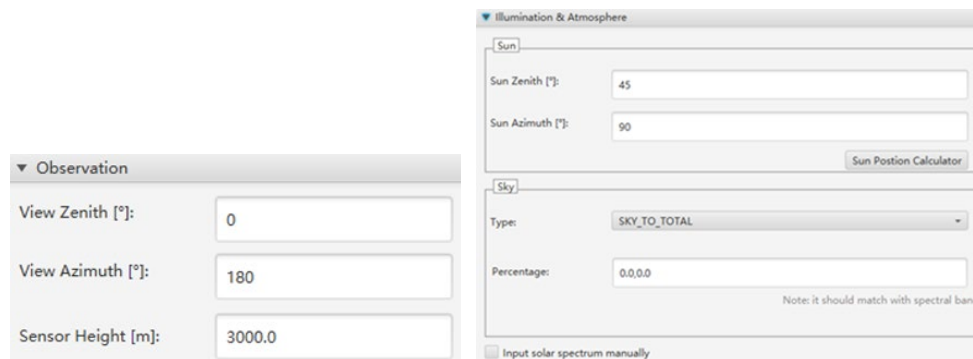 Observation
View Zenith [°]: 0
View Azimuth [°]: 180
Sensor Height [m]: 3000.0
Illumination & Atmosphere
Sun
Sun Zenith [°]: 45
Sun Azimuth [°]: 90
Sun Postion Calculator
Sky
Type: SKY_TO_TOTAL
Percentage: 0.0,0.0
Note: it should match with spectral ban
Input solar spectrum manually